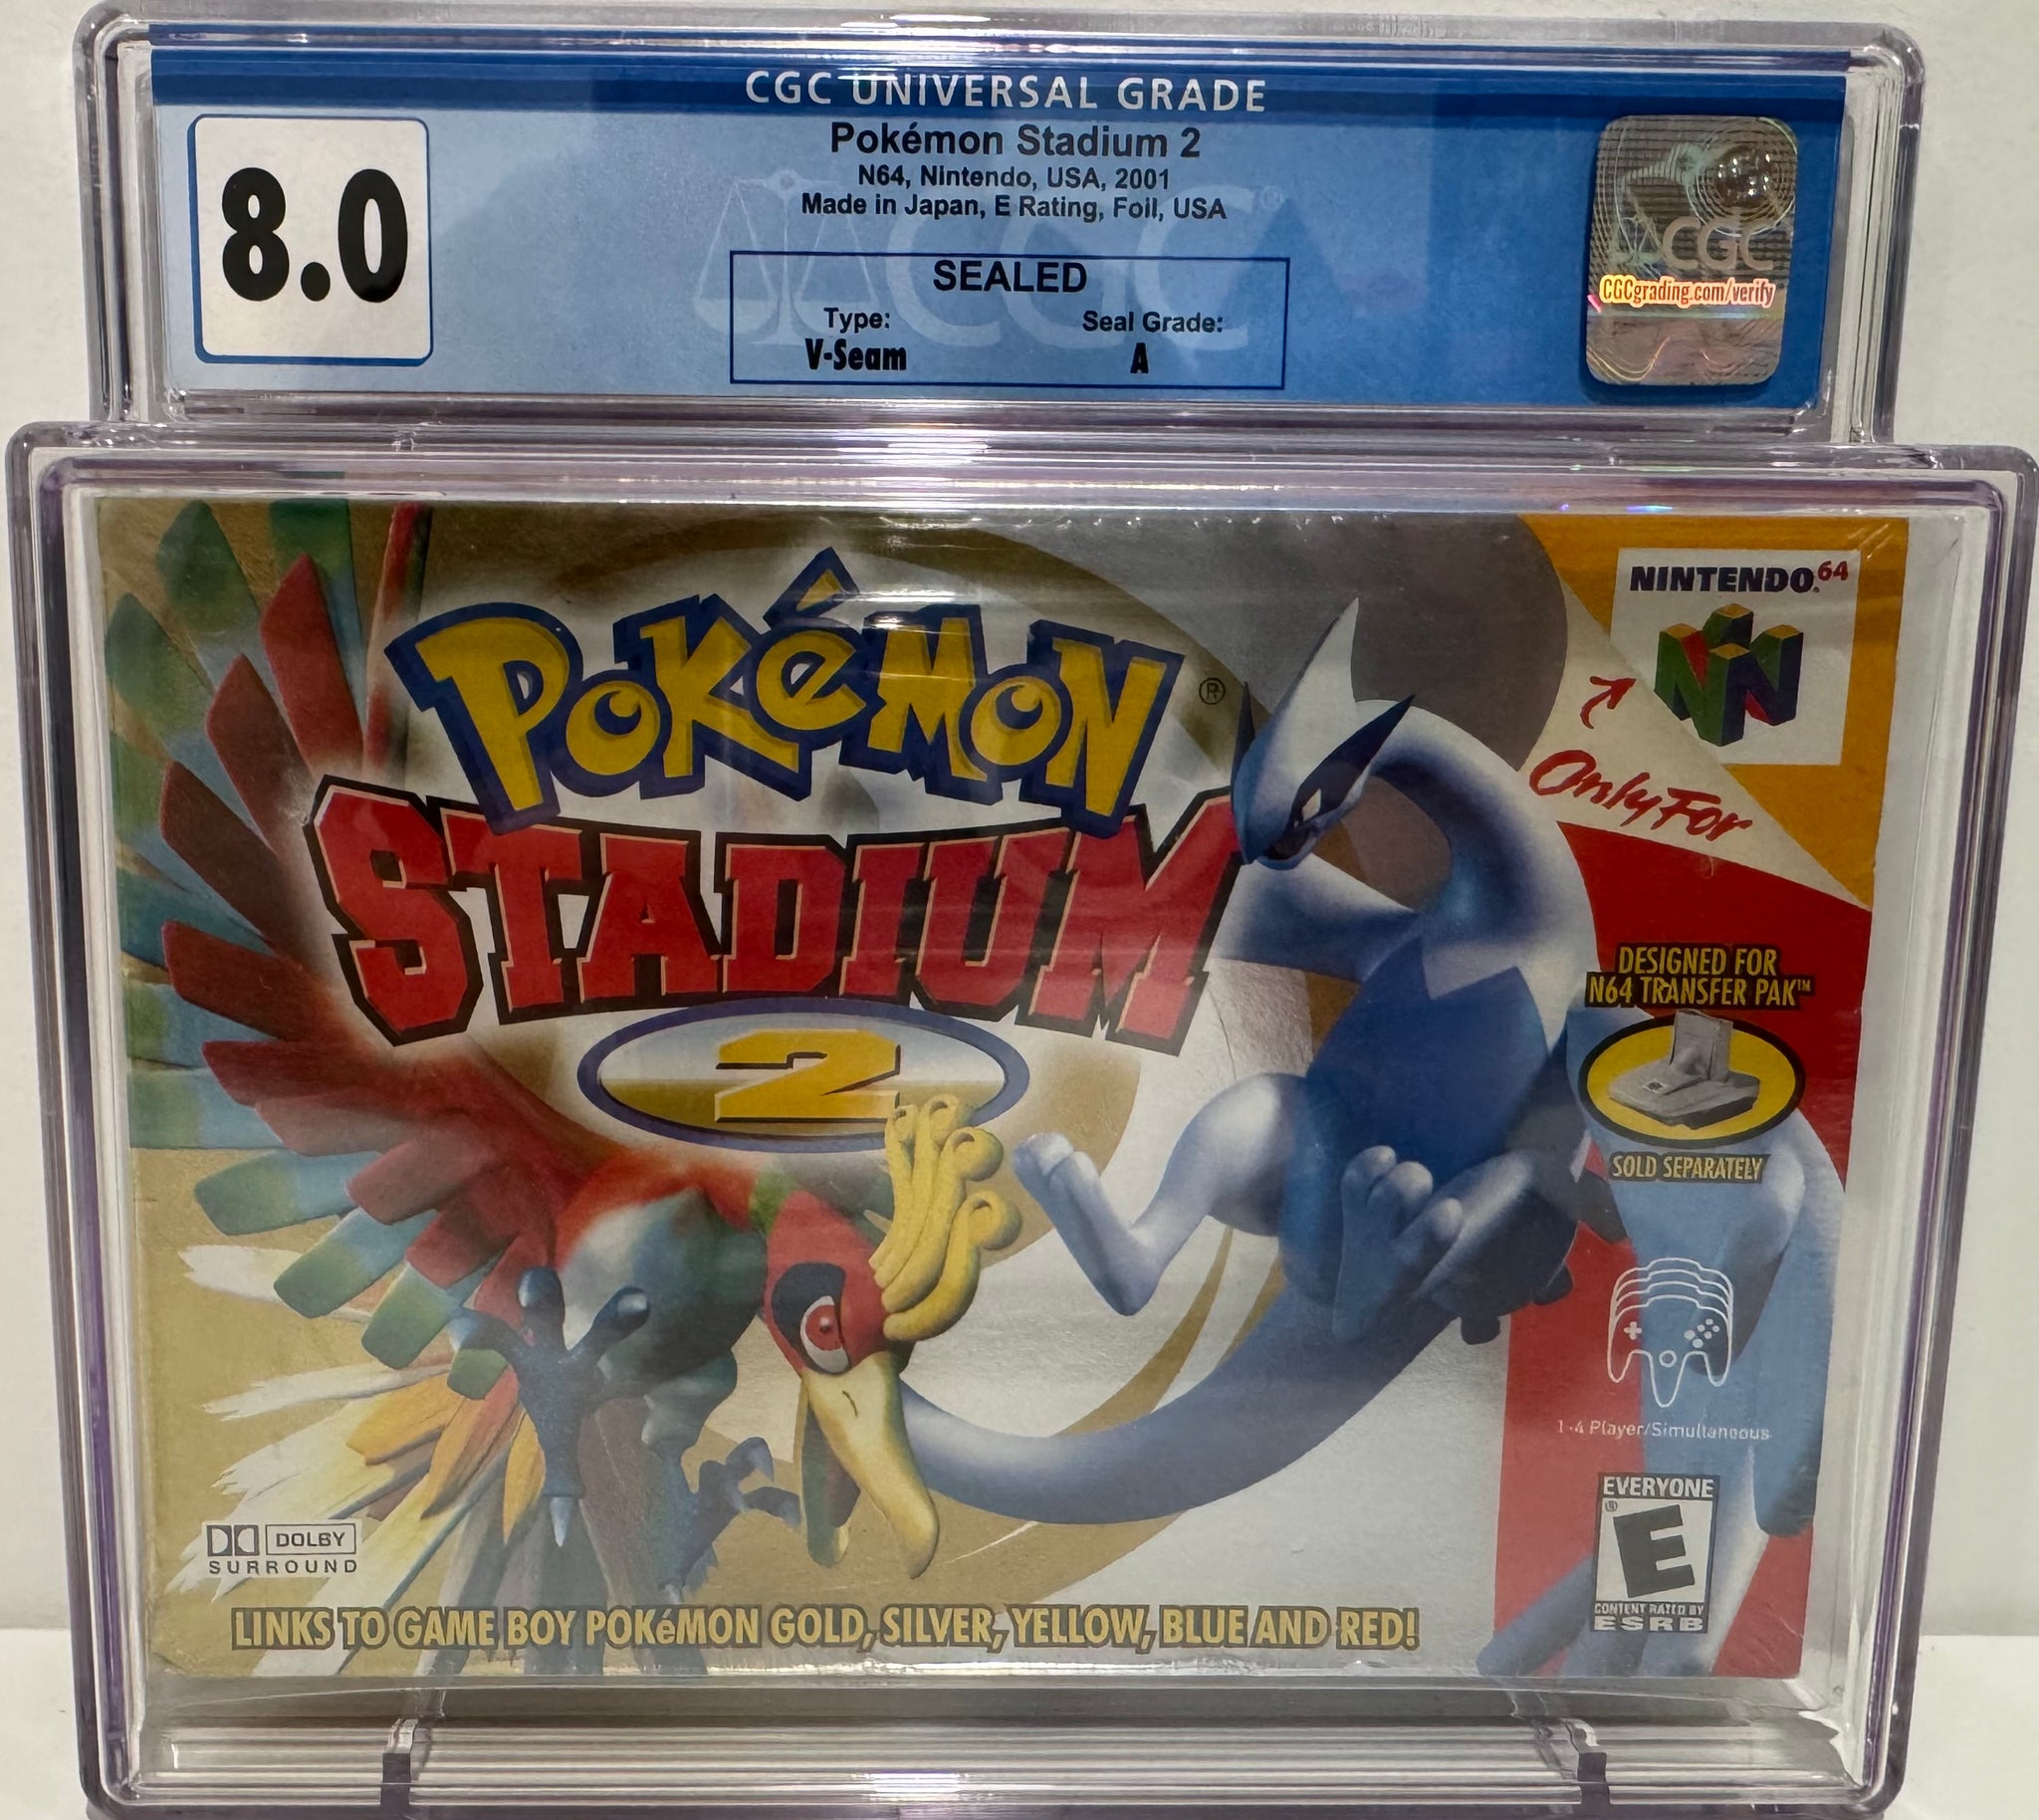 CGC UNIVERSAL GRADE
8.0
Pokémon Stadium 2
N64, Nintendo, USA, 2001
Made in Japan, E Rating, Foil, USA
CGC
SEALED
Type: Seal Grade:
V-Seam A
CGC
CGCgrading.com/verify
POKéMON ®
STADIUM
2
NINTENDO.64
Only For
DESIGNED FOR
N64 TRANSFER PAK™
SOLD SEPARATELY
1-4 Player/Simultaneous
EVERYONE
E
®
CONTENT RATED BY
ESRB
DOLBY
SURROUND
LINKS TO GAME BOY POKéMON GOLD, SILVER, YELLOW, BLUE AND RED!